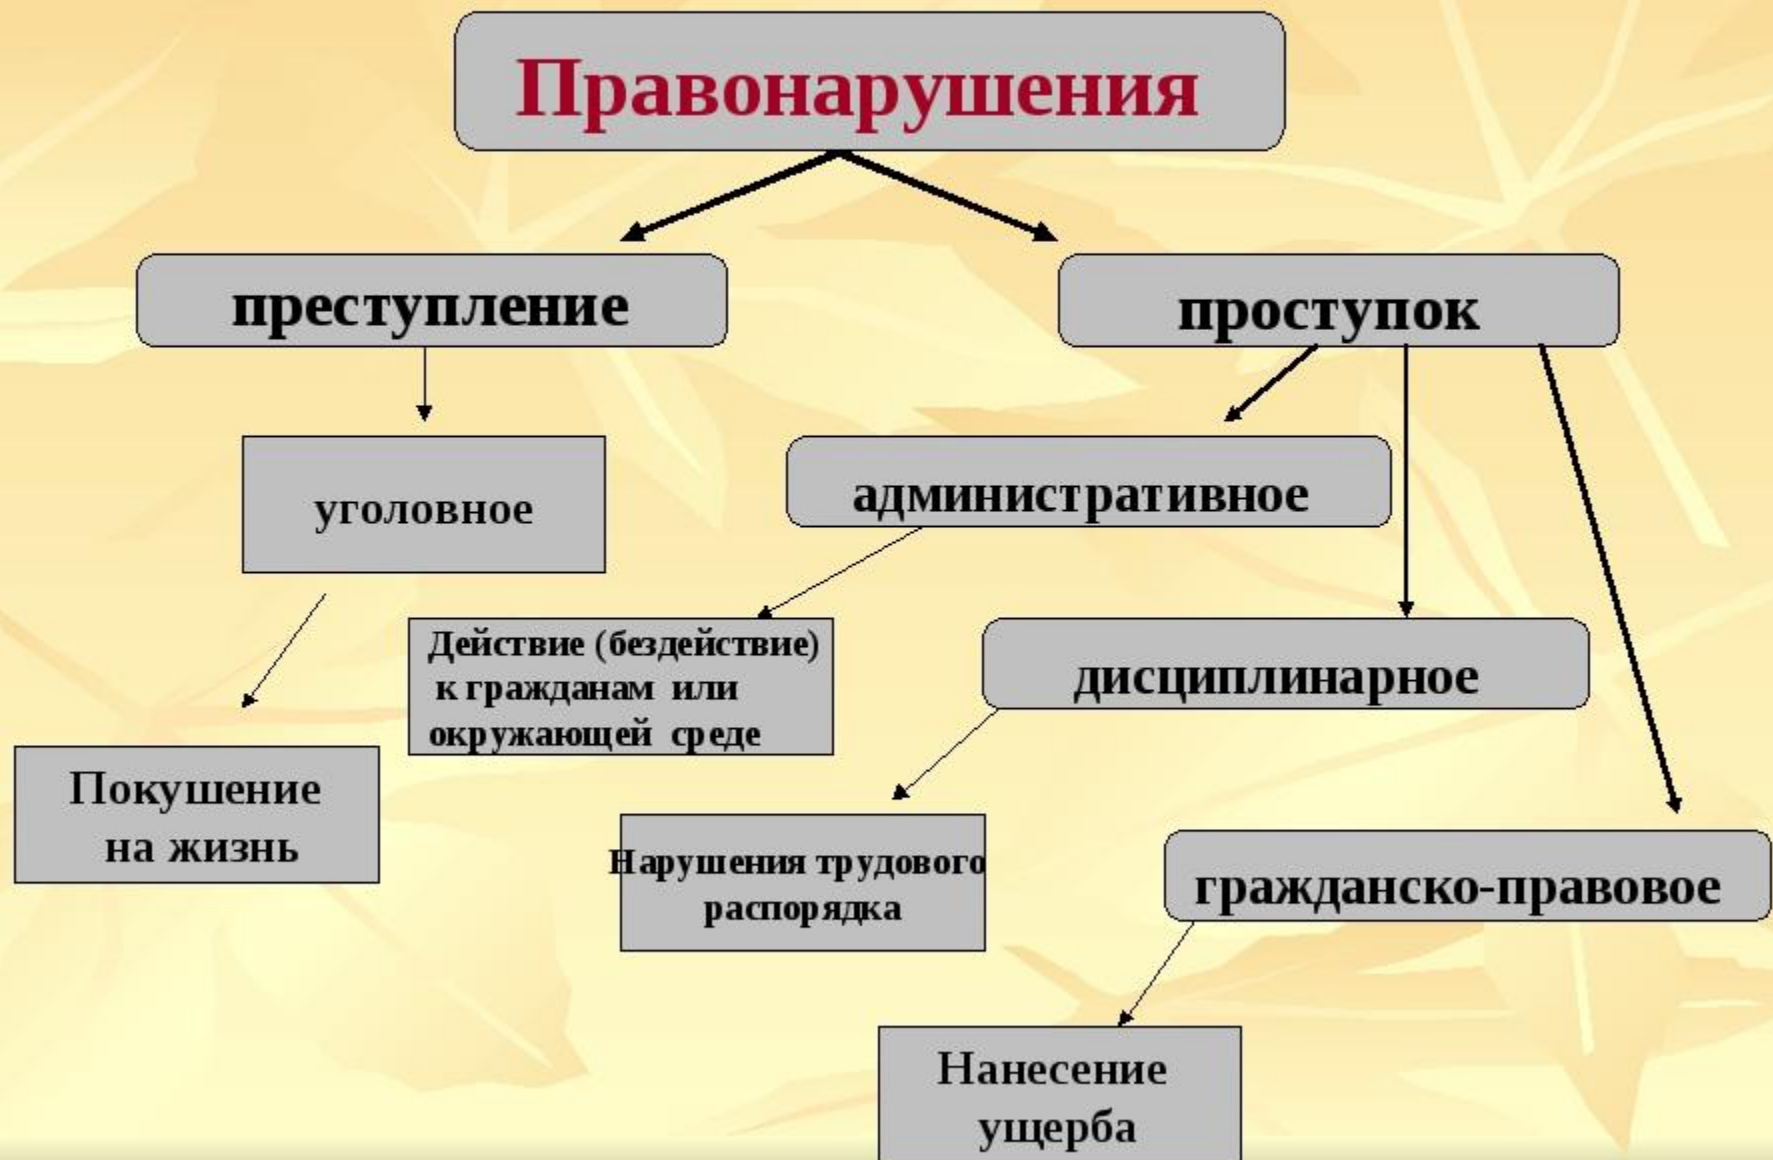 Правонарушения
преступление
проступок
уголовное
административное
Действие (бездействие)
к гражданам или
окружающей среде
дисциплинарное
Покушение
на жизнь
Нарушения трудового
распорядка
гражданско-правовое
Нанесение
ущерба